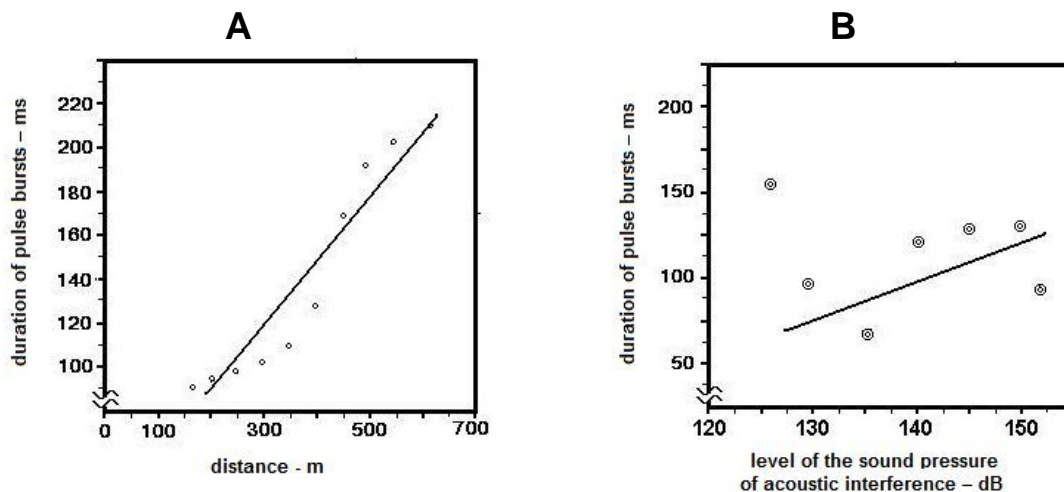 A
duration of pulse bursts – ms
220
200
180
160
140
120
100
0 100 300 500 700
distance - m
B
duration of pulse bursts – ms
200
150
100
50
120 130 140 150
level of the sound pressure
of acoustic interference – dB